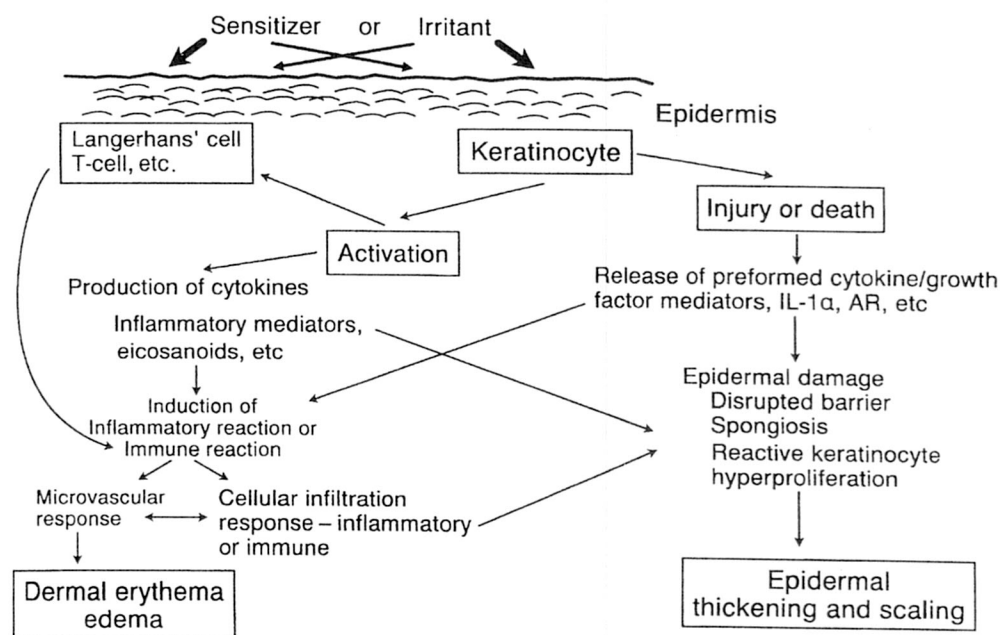 Sensitizer or Irritant
Epidermis
Langerhans' cell
T-cell, etc.
Keratinocyte
Injury or death
Activation
Production of cytokines
Release of preformed cytokine/growth
factor mediators, IL-1α, AR, etc
Inflammatory mediators,
eicosanoids, etc
Epidermal damage
Disrupted barrier
Spongiosis
Reactive keratinocyte
hyperproliferation
Induction of
Inflammatory reaction or
Immune reaction
Microvascular
response
Cellular infiltration
response – inflammatory
or immune
Dermal erythema
edema
Epidermal
thickening and scaling